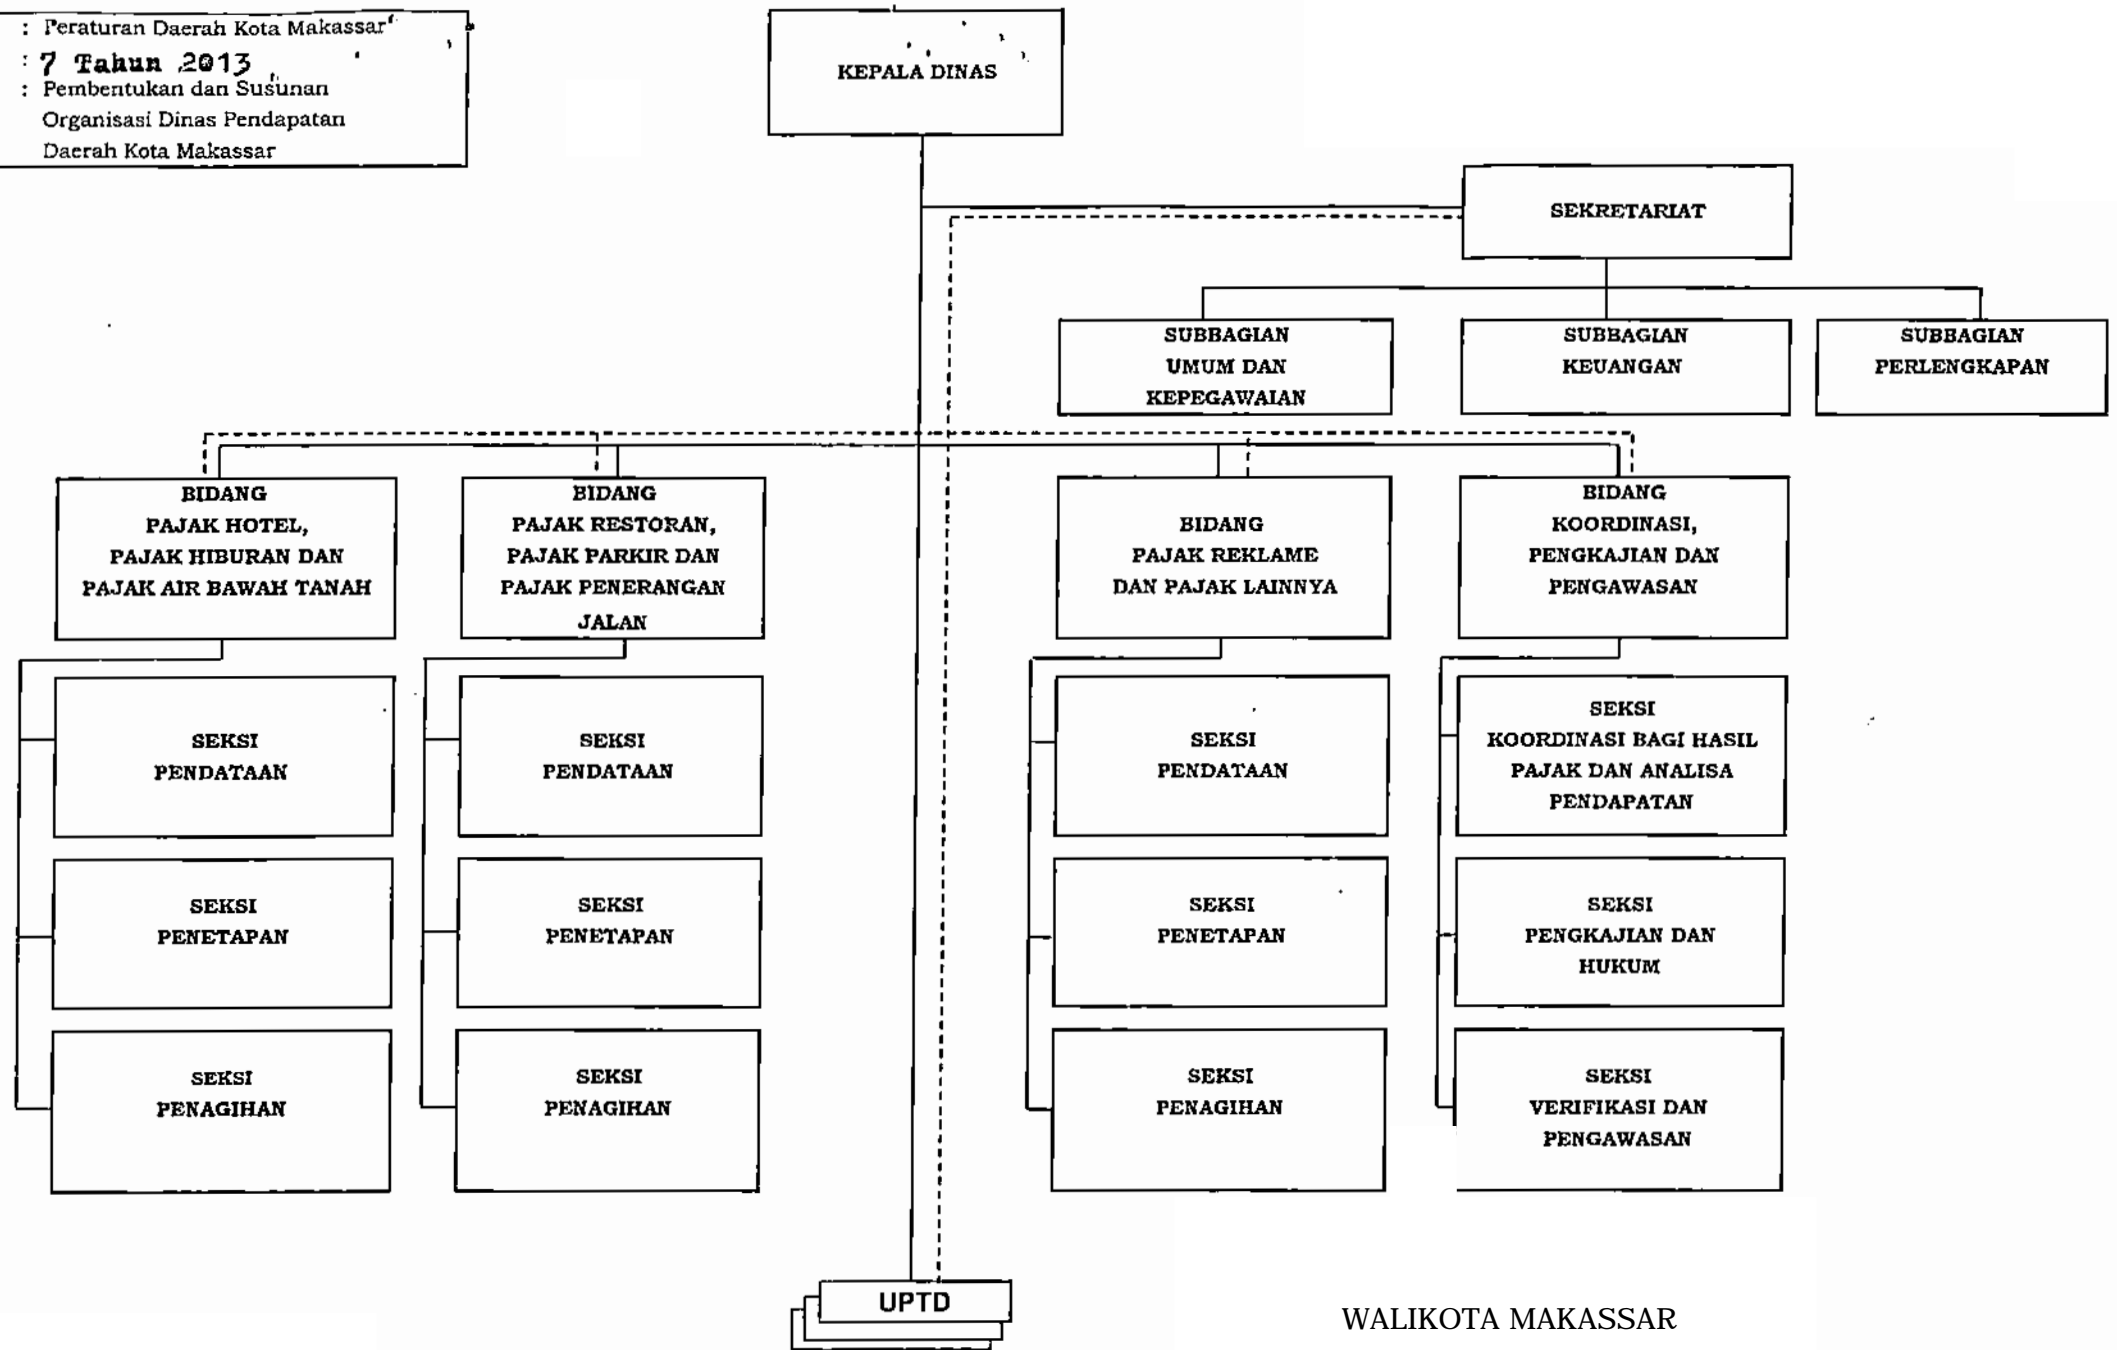 : Peraturan Daerah Kota Makassar
: 7 Tahun 2013
: Pembentukan dan Susunan
Organisasi Dinas Pendapatan
Daerah Kota Makassar
KEPALA DINAS
SEKRETARIAT
SUBBAGIAN
UMUM DAN
KEPEGAWAIAN
SUBBAGIAN
KEUANGAN
SUBBAGIAN
PERLENGKAPAN
BIDANG
PAJAK HOTEL,
PAJAK HIBURAN DAN
PAJAK AIR BAWAH TANAH
BIDANG
PAJAK RESTORAN,
PAJAK PARKIR DAN
PAJAK PENERANGAN
JALAN
BIDANG
PAJAK REKLAME
DAN PAJAK LAINNYA
BIDANG
KOORDINASI,
PENGKAJIAN DAN
PENGAWASAN
SEKSI
PENDATAAN
SEKSI
PENDATAAN
SEKSI
PENDATAAN
SEKSI
KOORDINASI BAGI HASIL
PAJAK DAN ANALISA
PENDAPATAN
SEKSI
PENETAPAN
SEKSI
PENETAPAN
SEKSI
PENETAPAN
SEKSI
PENGKAJIAN DAN
HUKUM
SEKSI
PENAGIHAN
SEKSI
PENAGIHAN
SEKSI
PENAGIHAN
SEKSI
VERIFIKASI DAN
PENGAWASAN
UPTD
WALIKOTA MAKASSAR